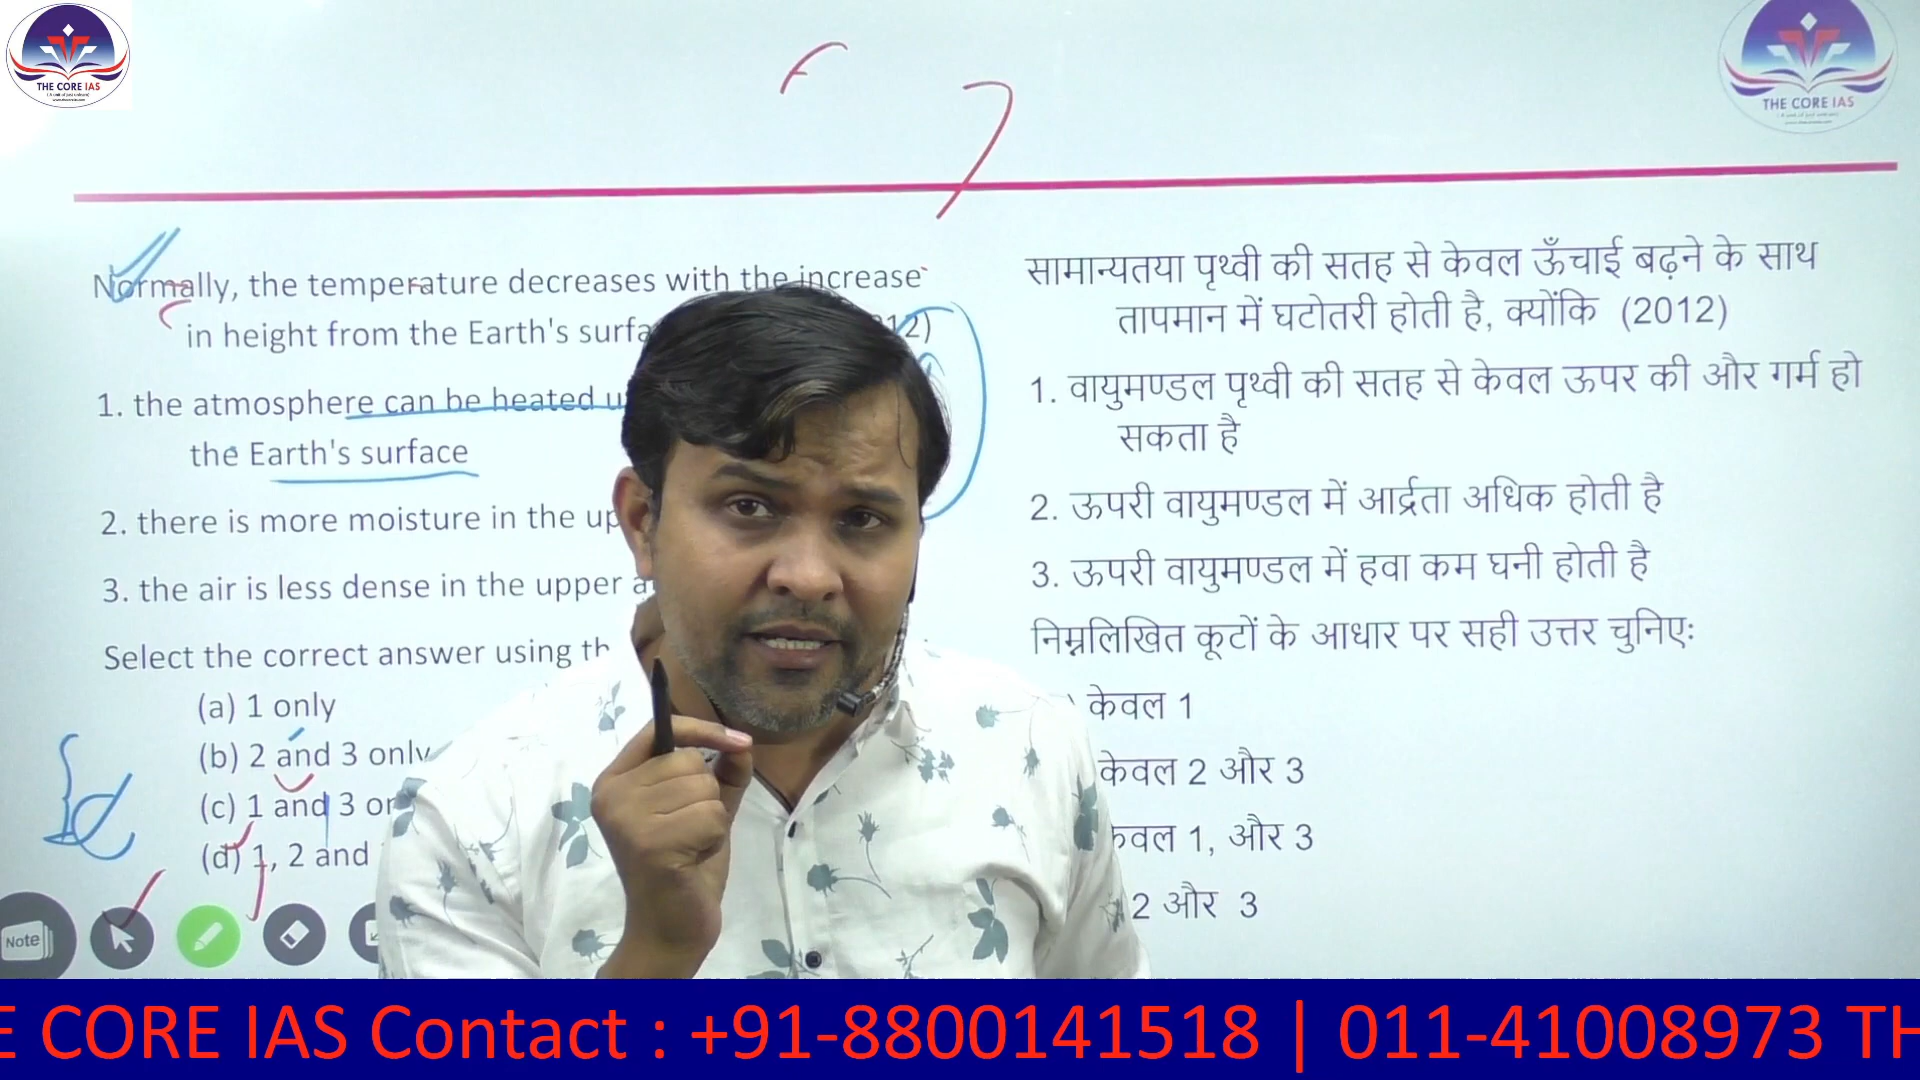 THE CORE IAS
THE CORE IAS
Normally, the temperature decreases with the increase
in height from the Earth's 12)
1. the atmosphere can be heated
the Earth's surface
2. there is more moisture in the
3. the air is less dense in the upper
Select the correct answer using
(a) 1 only
(b) 2 and 3 only
(c) 1 and 3
(d) 1, 2 and
सामान्यतया पृथ्वी की सतह से केवल ऊँचाई बढ़ने के साथ
तापमान में घटोतरी होती है, क्योंकि (2012)
1. वायुमण्डल पृथ्वी की सतह से केवल ऊपर की और गर्म हो
सकता है
2. ऊपरी वायुमण्डल में आर्द्रता अधिक होती है
3. ऊपरी वायुमण्डल में हवा कम घनी होती है
निम्नलिखित कूटों के आधार पर सही उत्तर चुनिएः
केवल 1
केवल 2 और 3
1, और 3
2 और 3
Note
CORE IAS Contact : +91-8800141518 | 011-41008973